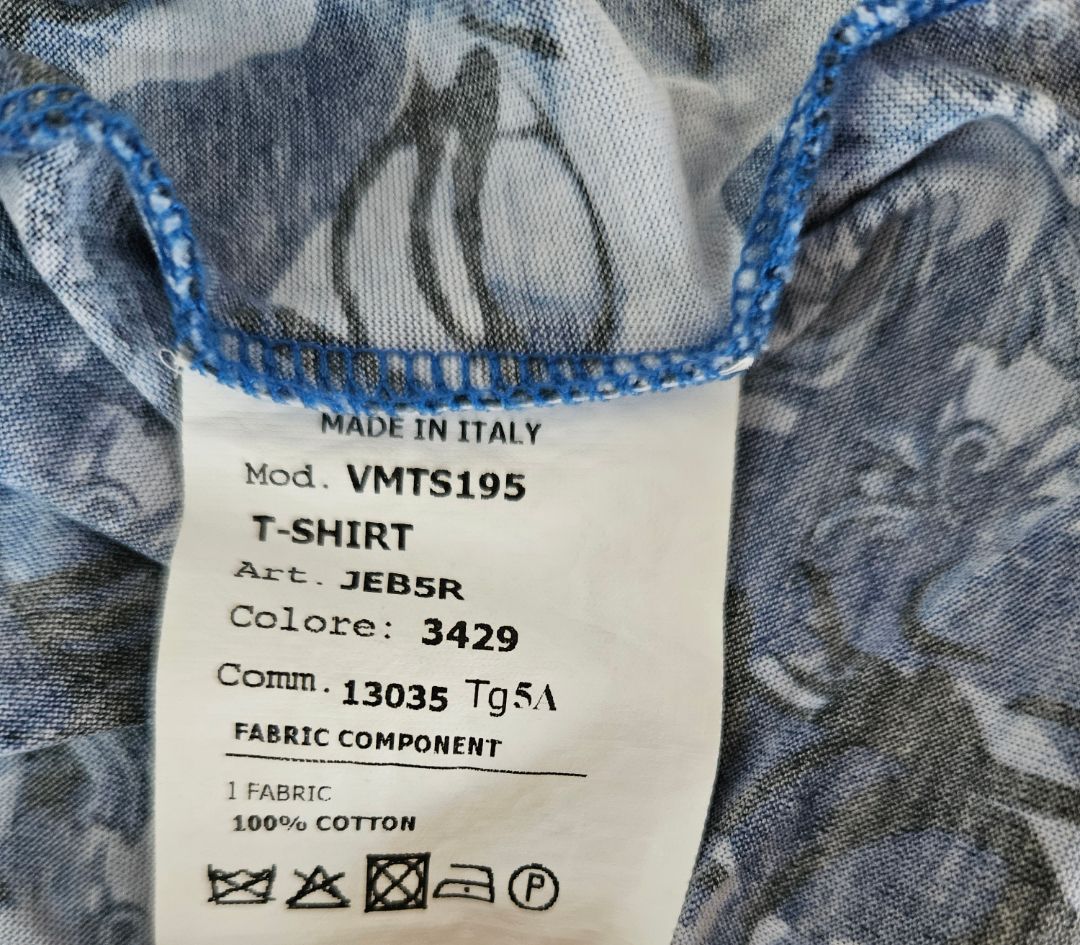 MADE IN ITALY
Mod. VMTS195
T-SHIRT
Art. JEB5R
Colore: 3429
Comm. 13035 Tg5A
FABRIC COMPONENT
1 FABRIC
100% COTTON
P